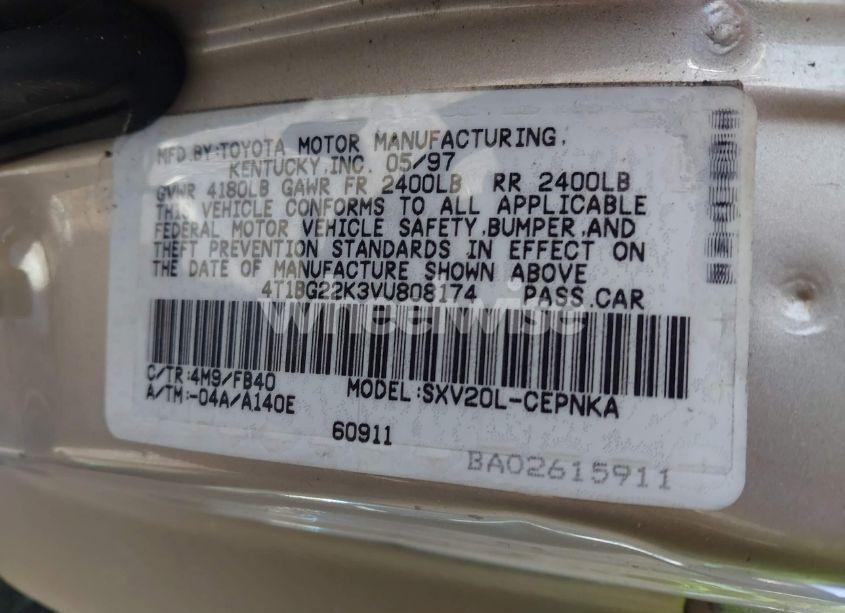 MFD.BY:TOYOTA MOTOR MANUFACTURING,
KENTUCKY,INC. 05/97
GVWR 4180LB GAWR FR 2400LB RR 2400LB
THIS VEHICLE CONFORMS TO ALL APPLICABLE
FEDERAL MOTOR VEHICLE SAFETY,BUMPER,AND
THEFT PREVENTION STANDARDS IN EFFECT ON
THE DATE OF MANUFACTURE SHOWN ABOVE
4T1BG22K3VU808174 PASS.CAR
wheelwise
C/TR:4M9/FB40 MODEL:SXV20L-CEPNKA
A/TM:-04A/A140E
60911
BA02615911